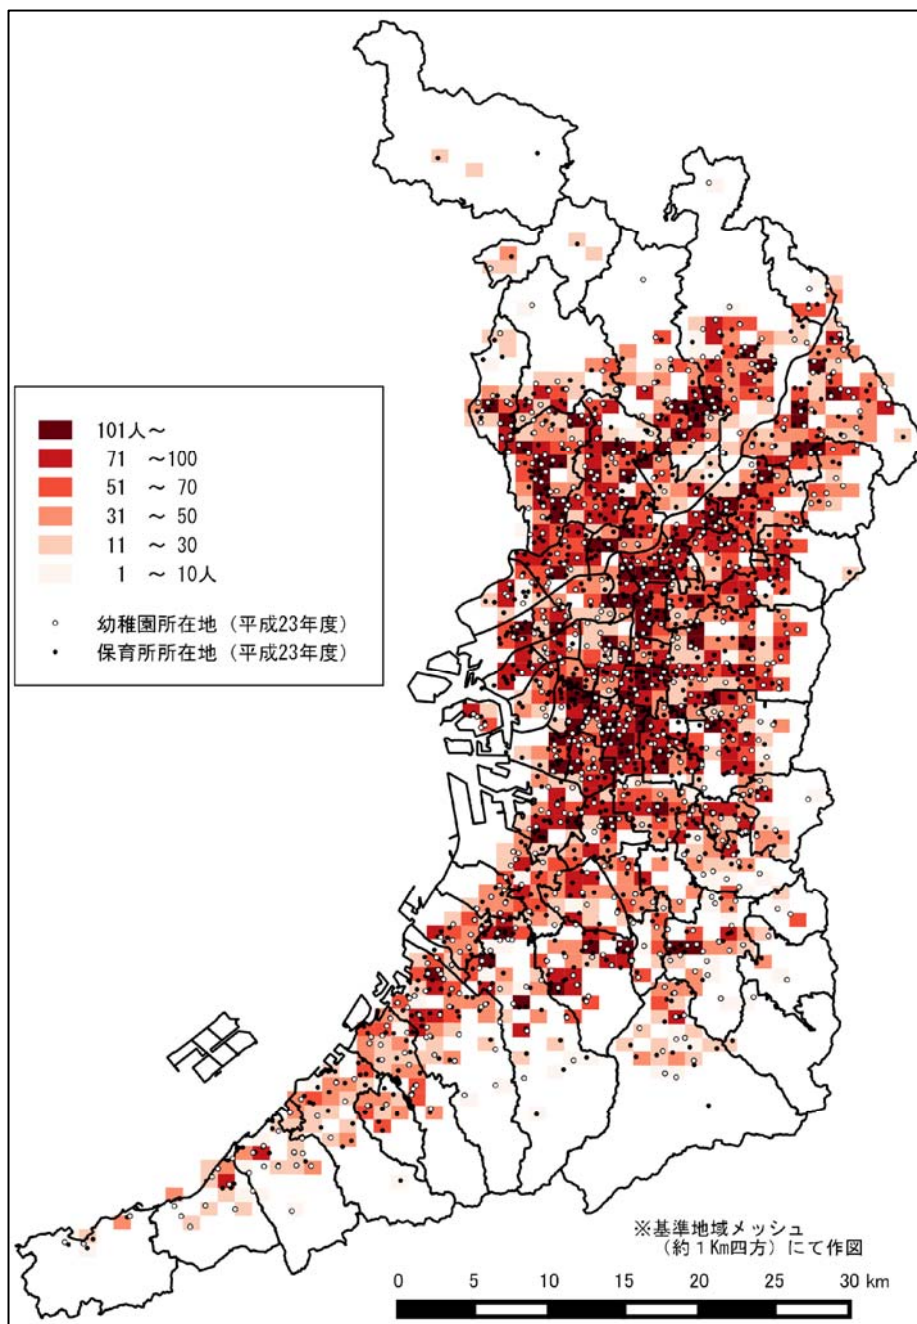 101人～
71 ～100
51 ～ 70
31 ～ 50
11 ～ 30
1 ～ 10人
○ 幼稚園所在地（平成23年度）
• 保育所所在地（平成23年度）
※基準地域メッシュ
（約１Km四方）にて作図
0 5 10 15 20 25 30 km